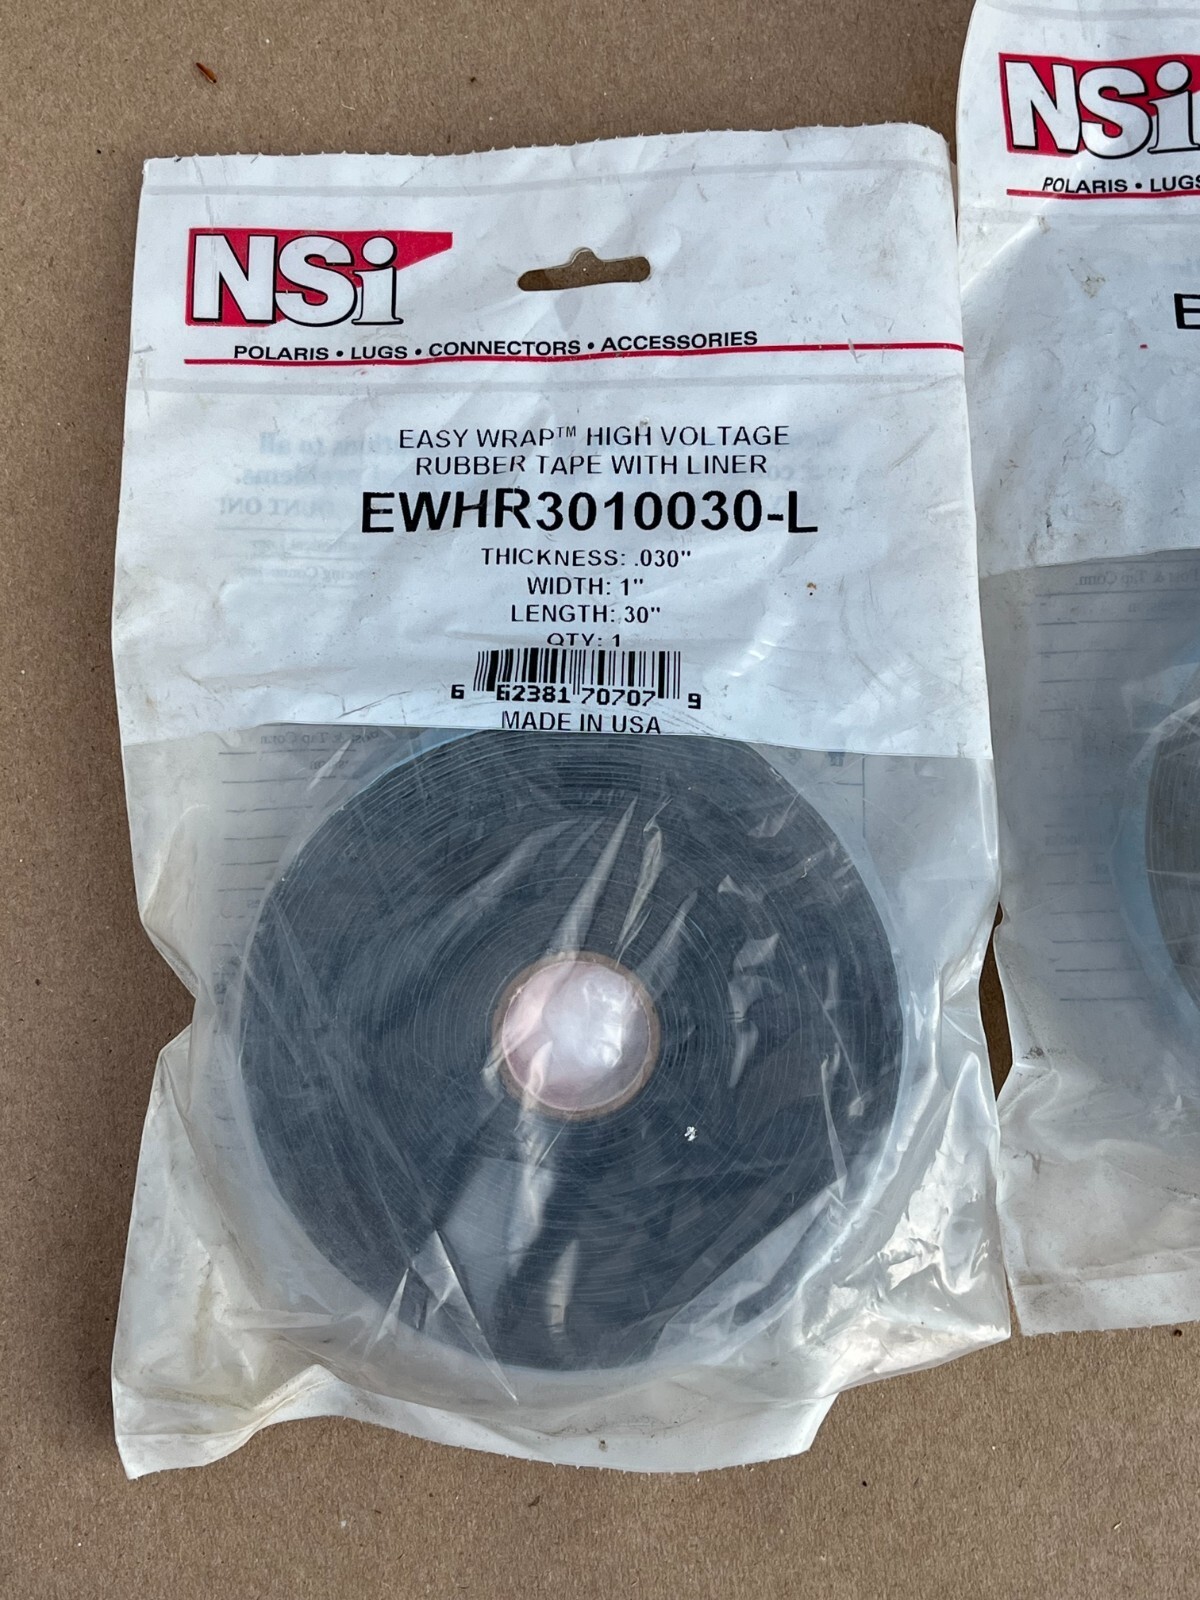 NSi
POLARIS • LUGS • CONNECTORS • ACCESSORIES
EASY WRAP™ HIGH VOLTAGE
RUBBER TAPE WITH LINER
EWHR3010030-L
THICKNESS: .030"
WIDTH: 1"
LENGTH: 30"
QTY: 1
6 62381 70707 9
MADE IN USA
NSi
POLARIS • LUGS
E